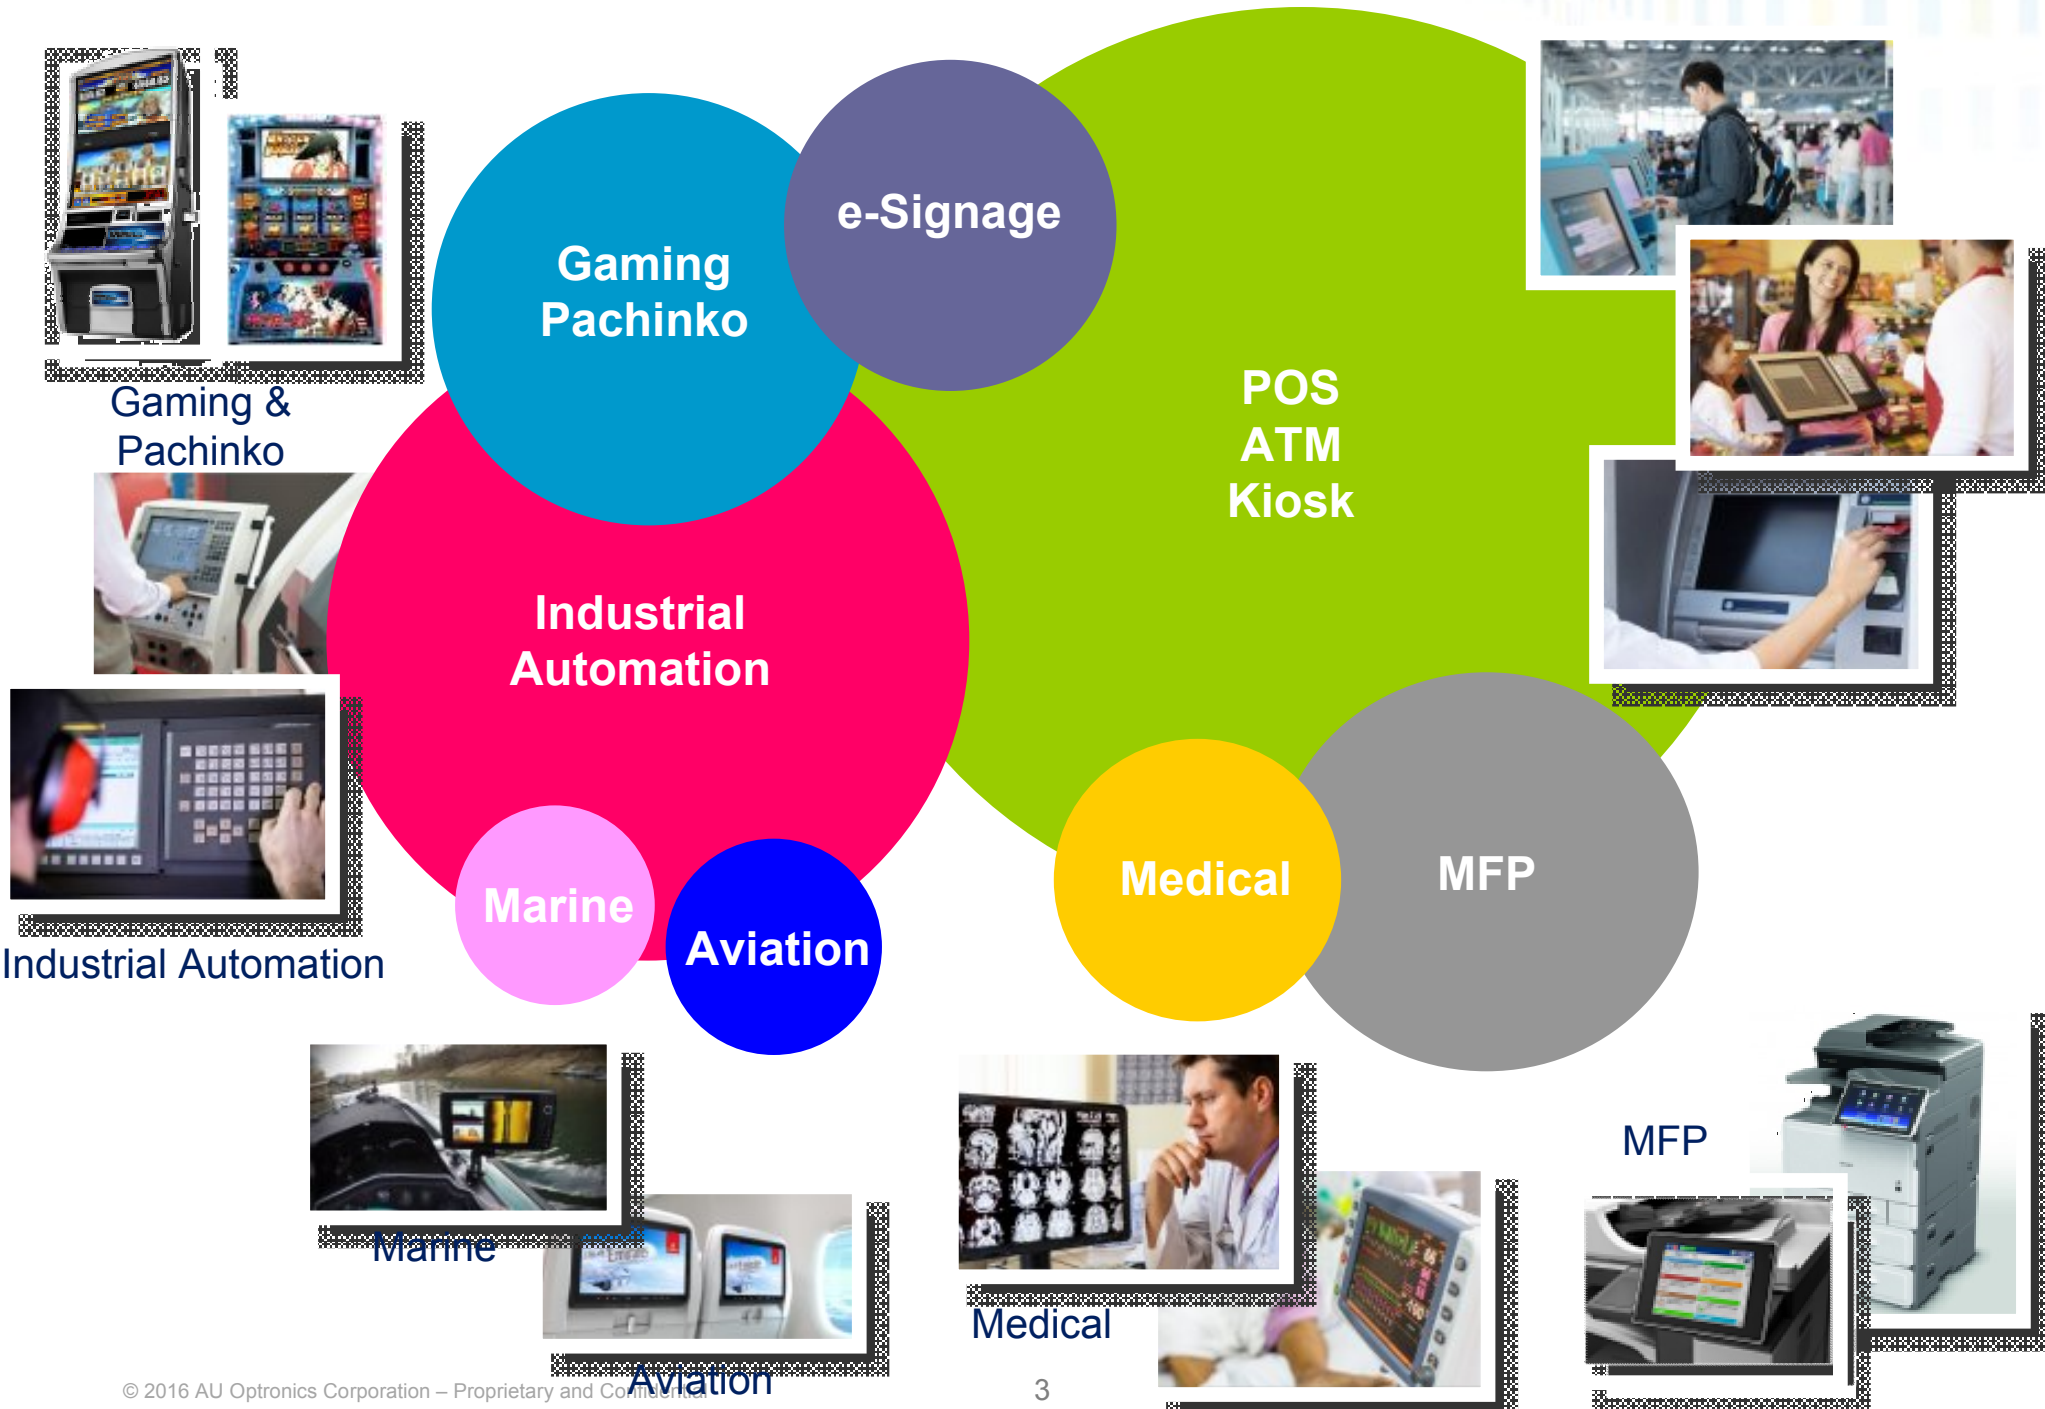 e-Signage
Gaming
Pachinko
POS
ATM
Kiosk
Gaming &
Pachinko
Industrial
Automation
Medical
MFP
Marine
Aviation
Industrial Automation
MFP
Marine
Medical
Aviation
© 2016 AU Optronics Corporation – Proprietary and Confidential
3